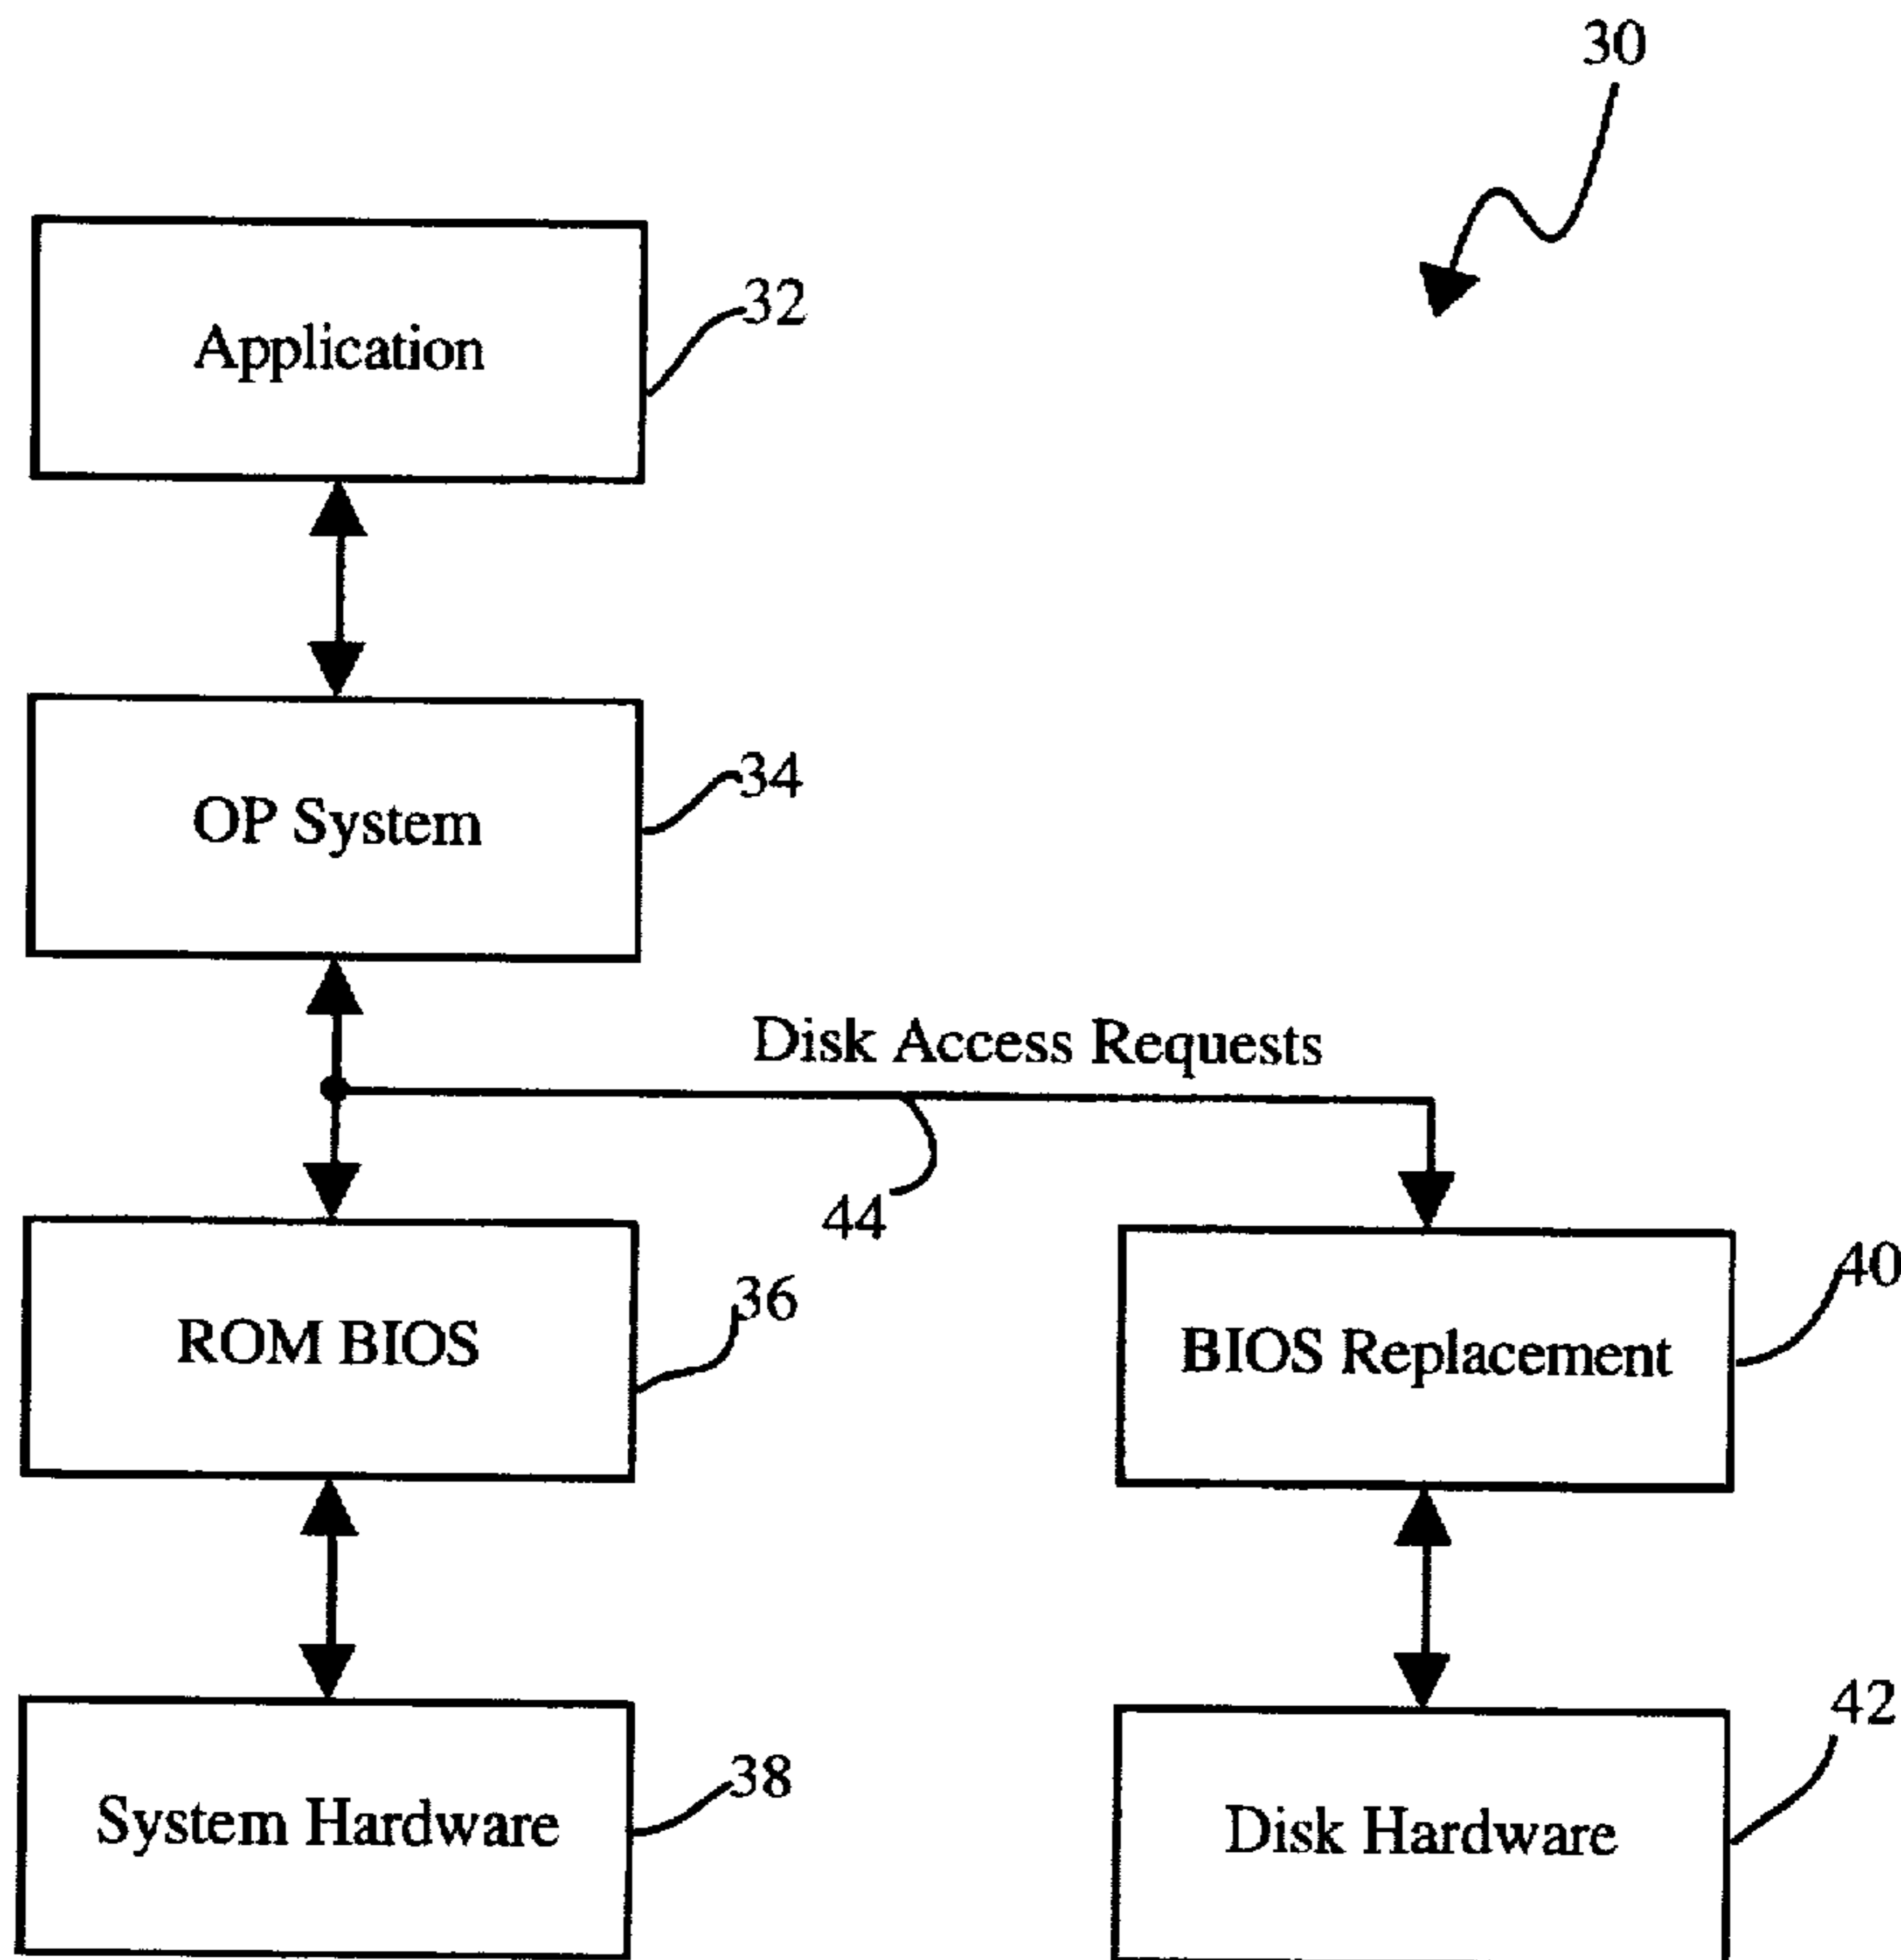 30
Application
32
OP System
34
Disk Access Requests
44
ROM BIOS
36
BIOS Replacement
40
System Hardware
38
Disk Hardware
42